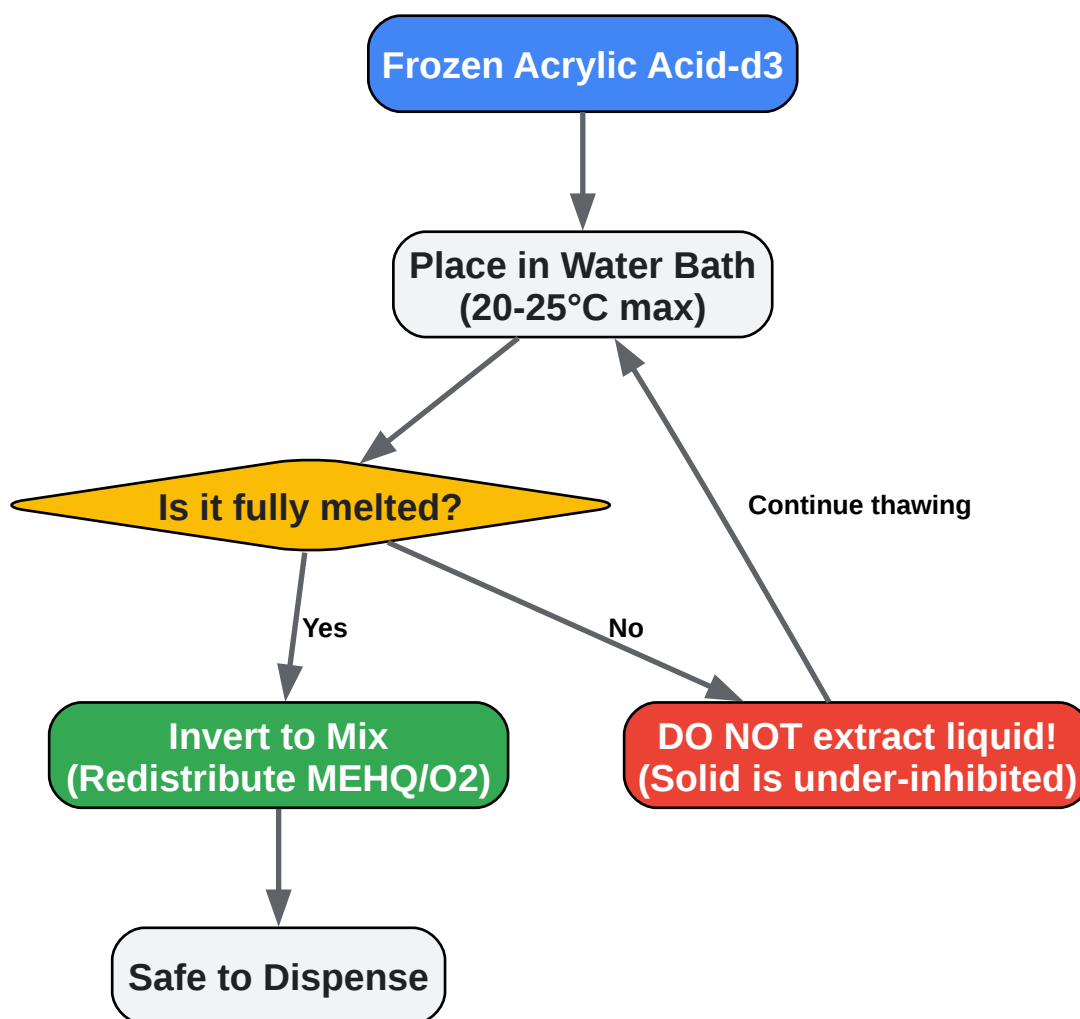 Frozen Acrylic Acid-d3
Place in Water Bath
(20-25°C max)
Is it fully melted?
Continue thawing
Yes
No
Invert to Mix
(Redistribute MEHQ/O2)
DO NOT extract liquid!
(Solid is under-inhibited)
Safe to Dispense